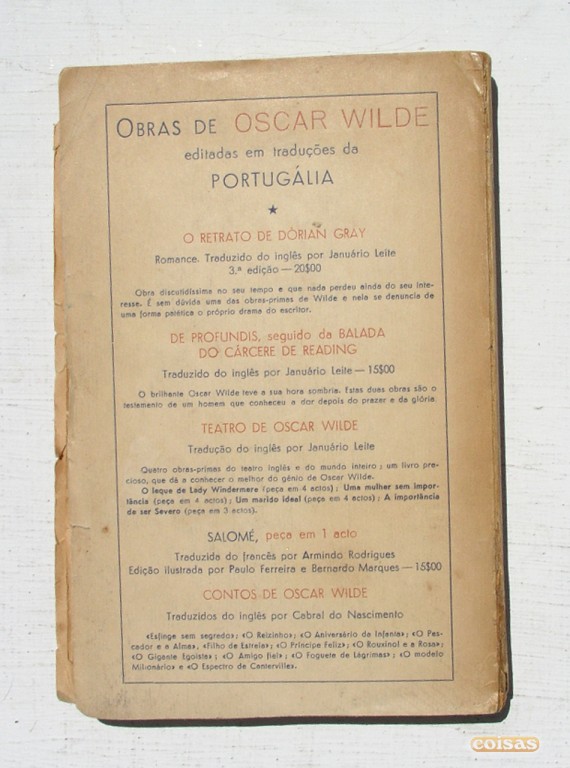 OBRAS DE OSCAR WILDE
editadas em traduções da
PORTUGÁLIA
★
O RETRATO DE DORIAN GRAY
Romance. Traduzido do inglês por Januário Leite
3.ª edição — 20$00
Obra discutidíssima no seu tempo e que nada perdeu ainda do seu inte-
resse. É sem dúvida uma das obras-primas de Wilde e nela se denuncia de
uma forma patética o próprio drama do escritor.
DE PROFUNDIS, seguido da BALADA
DO CÁRCERE DE READING
Traduzido do inglês por Januário Leite — 15$00
O brilhante Oscar Wilde teve a sua hora sombria. Estas duas obras são o
testamento de um homem que conheceu a dor depois do prazer e da glória.
TEATRO DE OSCAR WILDE
Tradução do inglês por Januário Leite
Quatro obras-primas do teatro inglês e do mundo inteiro; um livro pre-
cioso, que dá a conhecer o melhor do génio de Oscar Wilde.
O leque de Lady Windermere (peça em 4 actos); Uma mulher sem impor-
tância (peça em 4 actos); Um marido ideal (peça em 4 actos); A importância
de ser Severo (peça em 3 actos).
SALOMÉ, peça em 1 acto
Traduzida do francês por Armindo Rodrigues
Edição ilustrada por Paulo Ferreira e Bernardo Marques — 15$00
CONTOS DE OSCAR WILDE
Traduzidos do inglês por Cabral do Nascimento
«Esfinge sem segredo»; «O Reizinho»; «O Aniversário da Infanta»; «O Pes-
cador e a Alma», «Filho da Estrela»; «O Príncipe Feliz»; «O Rouxinol e a Rosa»;
«O Gigante Egoísta»; «O Amigo fiel»; «O Foguete de Lágrimas»; «O modelo
Milionário» e «O Espectro de Canterville».
coisas